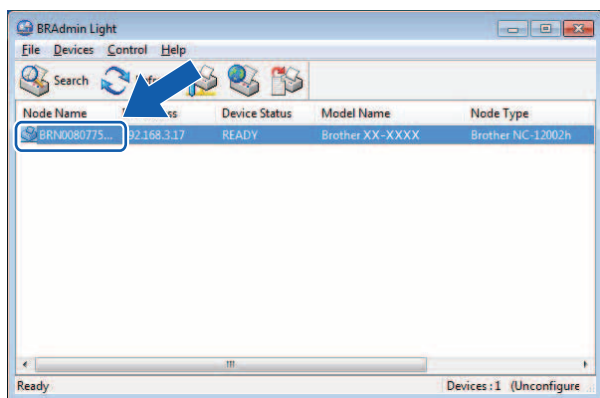 BRAdmin Light
File Devices Control Help
Search
Node Name Device Status Model Name Node Type
BRN0080775... 92.168.3.17 READY Brother XX-XXXX Brother NC-12002h
Ready Devices : 1 (Unconfigure